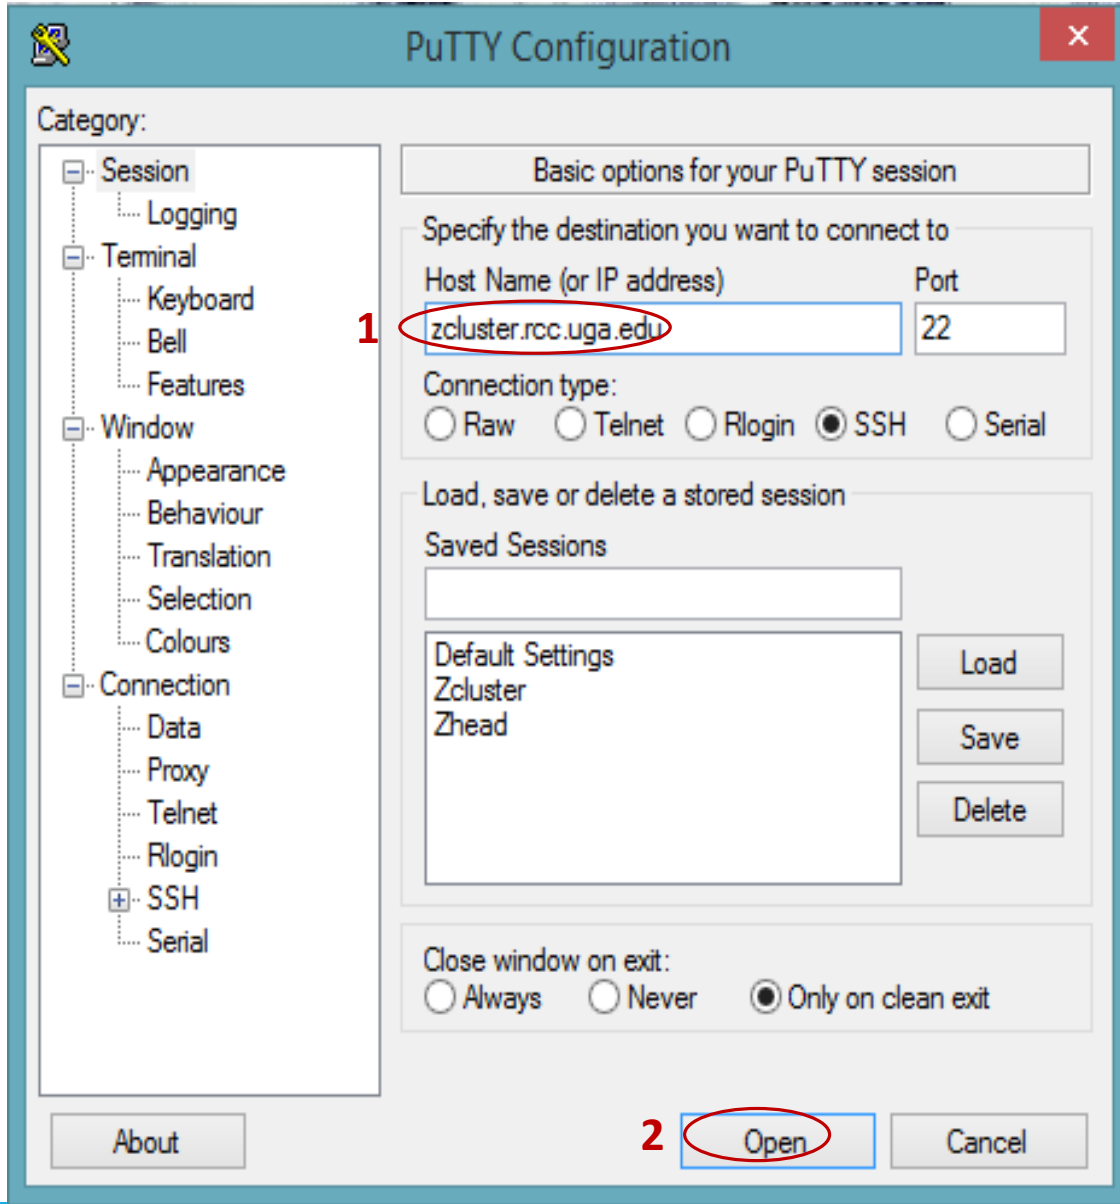 PuTTY Configuration
Category:
Session
Logging
Terminal
Keyboard
Bell
Features
Window
Appearance
Behaviour
Translation
Selection
Colours
Connection
Data
Proxy
Telnet
Rlogin
SSH
Serial
Basic options for your PuTTY session
Specify the destination you want to connect to
Host Name (or IP address) Port
1 zcluster.rcc.uga.edu 22
Connection type:
Raw Telnet Rlogin SSH Serial
Load, save or delete a stored session
Saved Sessions
Default Settings
Zcluster
Zhead
Load
Save
Delete
Close window on exit:
Always Never Only on clean exit
About 2 Open Cancel